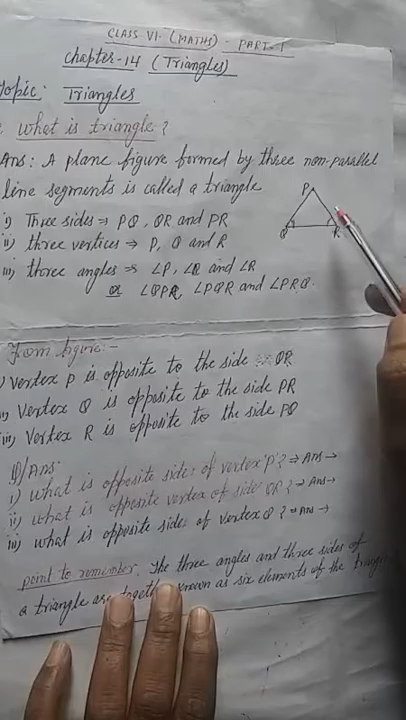 CLASS-VI- (MATHS) - PART-1
chapter-14 (Triangles)
Topic: Triangles
what is triangle?
Ans: A plane figure formed by three non-parallel
line segments is called a triangle
P
Q R
i) Three sides ⇒ PQ, QR and PR
ii) three vertices ⇒ P, Q and R
iii) three angles ⇒ ∠P, ∠Q and ∠R
or ∠QPR, ∠PQR and ∠PRQ.
From figure:-
i) Vertex P is opposite to the side QR
ii) Vertex Q is opposite to the side PR
iii) Vertex R is opposite to the side PQ
Q/Ans:
i) what is opposite side of vertex 'P'? ⇒ Ans →
ii) what is opposite vertex of side QR? ⇒ Ans →
iii) what is opposite side of vertex Q? ⇒ Ans →
point to remember. The three angles and three sides of
a triangle are together known as six elements of the triangle